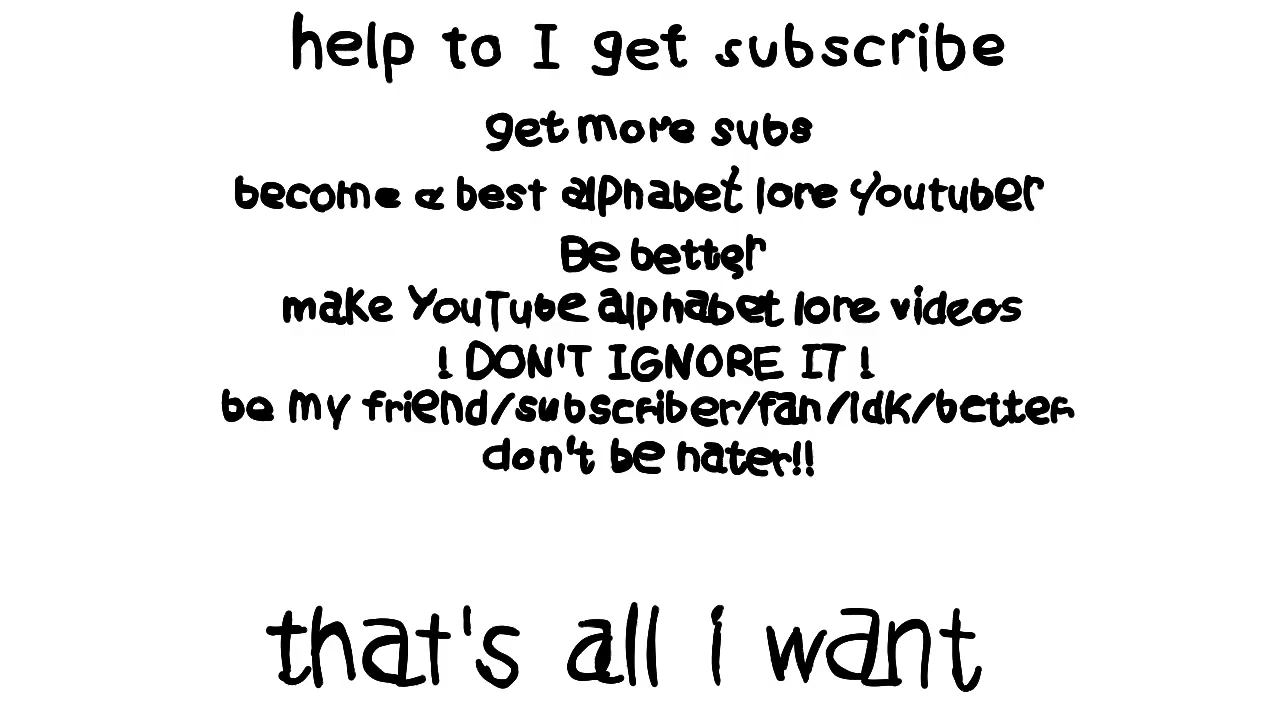 help to I get subscribe
get more subs
become a best alphabet lore Youtuber
Be better
make YouTube alphabet lore videos
! DON'T IGNORE IT !
be my friend/subscriber/fan/idk/better
don't be hater!!
that's all i want